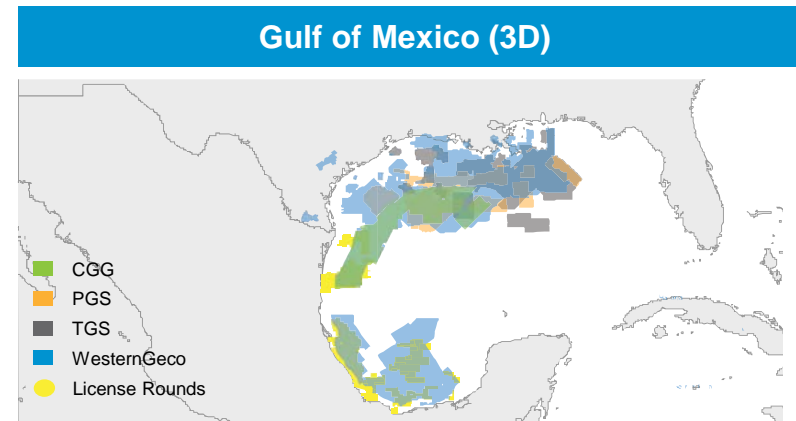 Gulf of Mexico (3D)
CGG
PGS
TGS
WesternGeco
License Rounds